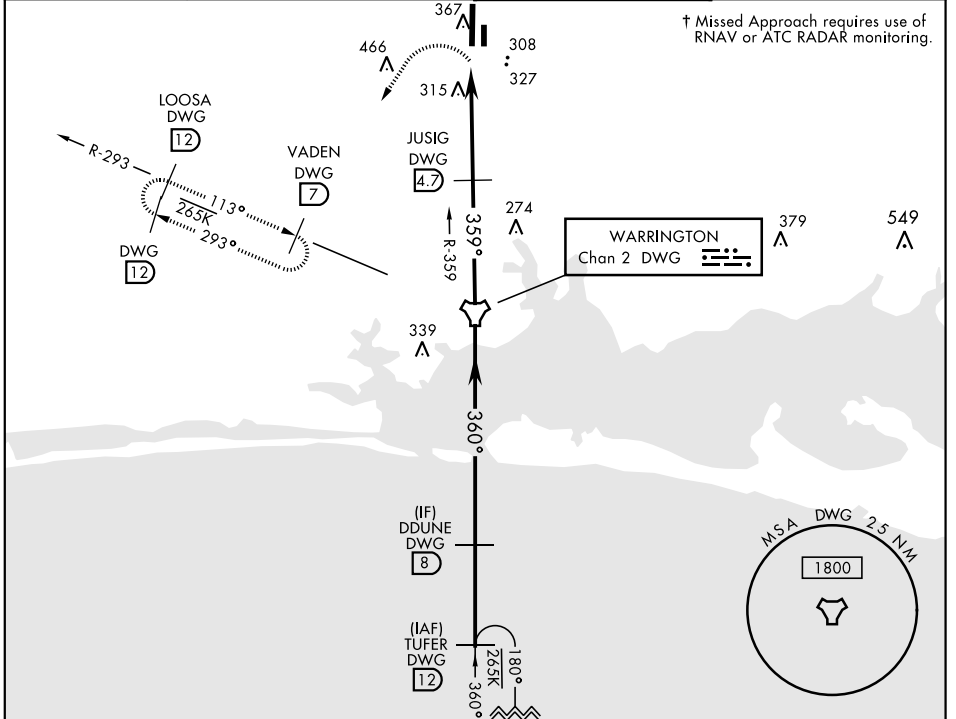 367
† Missed Approach requires use of
RNAV or ATC RADAR monitoring.
466
308
327
315
LOOSA
DWG
12
R-293
VADEN
DWG
7
JUSIG
DWG
4.7
113°
265K
293°
DWG
12
R-359
359°
274
WARRINGTON
Chan 2 DWG
379
549
339
360°
(IF)
DDUNE
DWG
8
MSA DWG 25 NM
1800
(IAF)
TUFER
DWG
12
180°
265K
360°